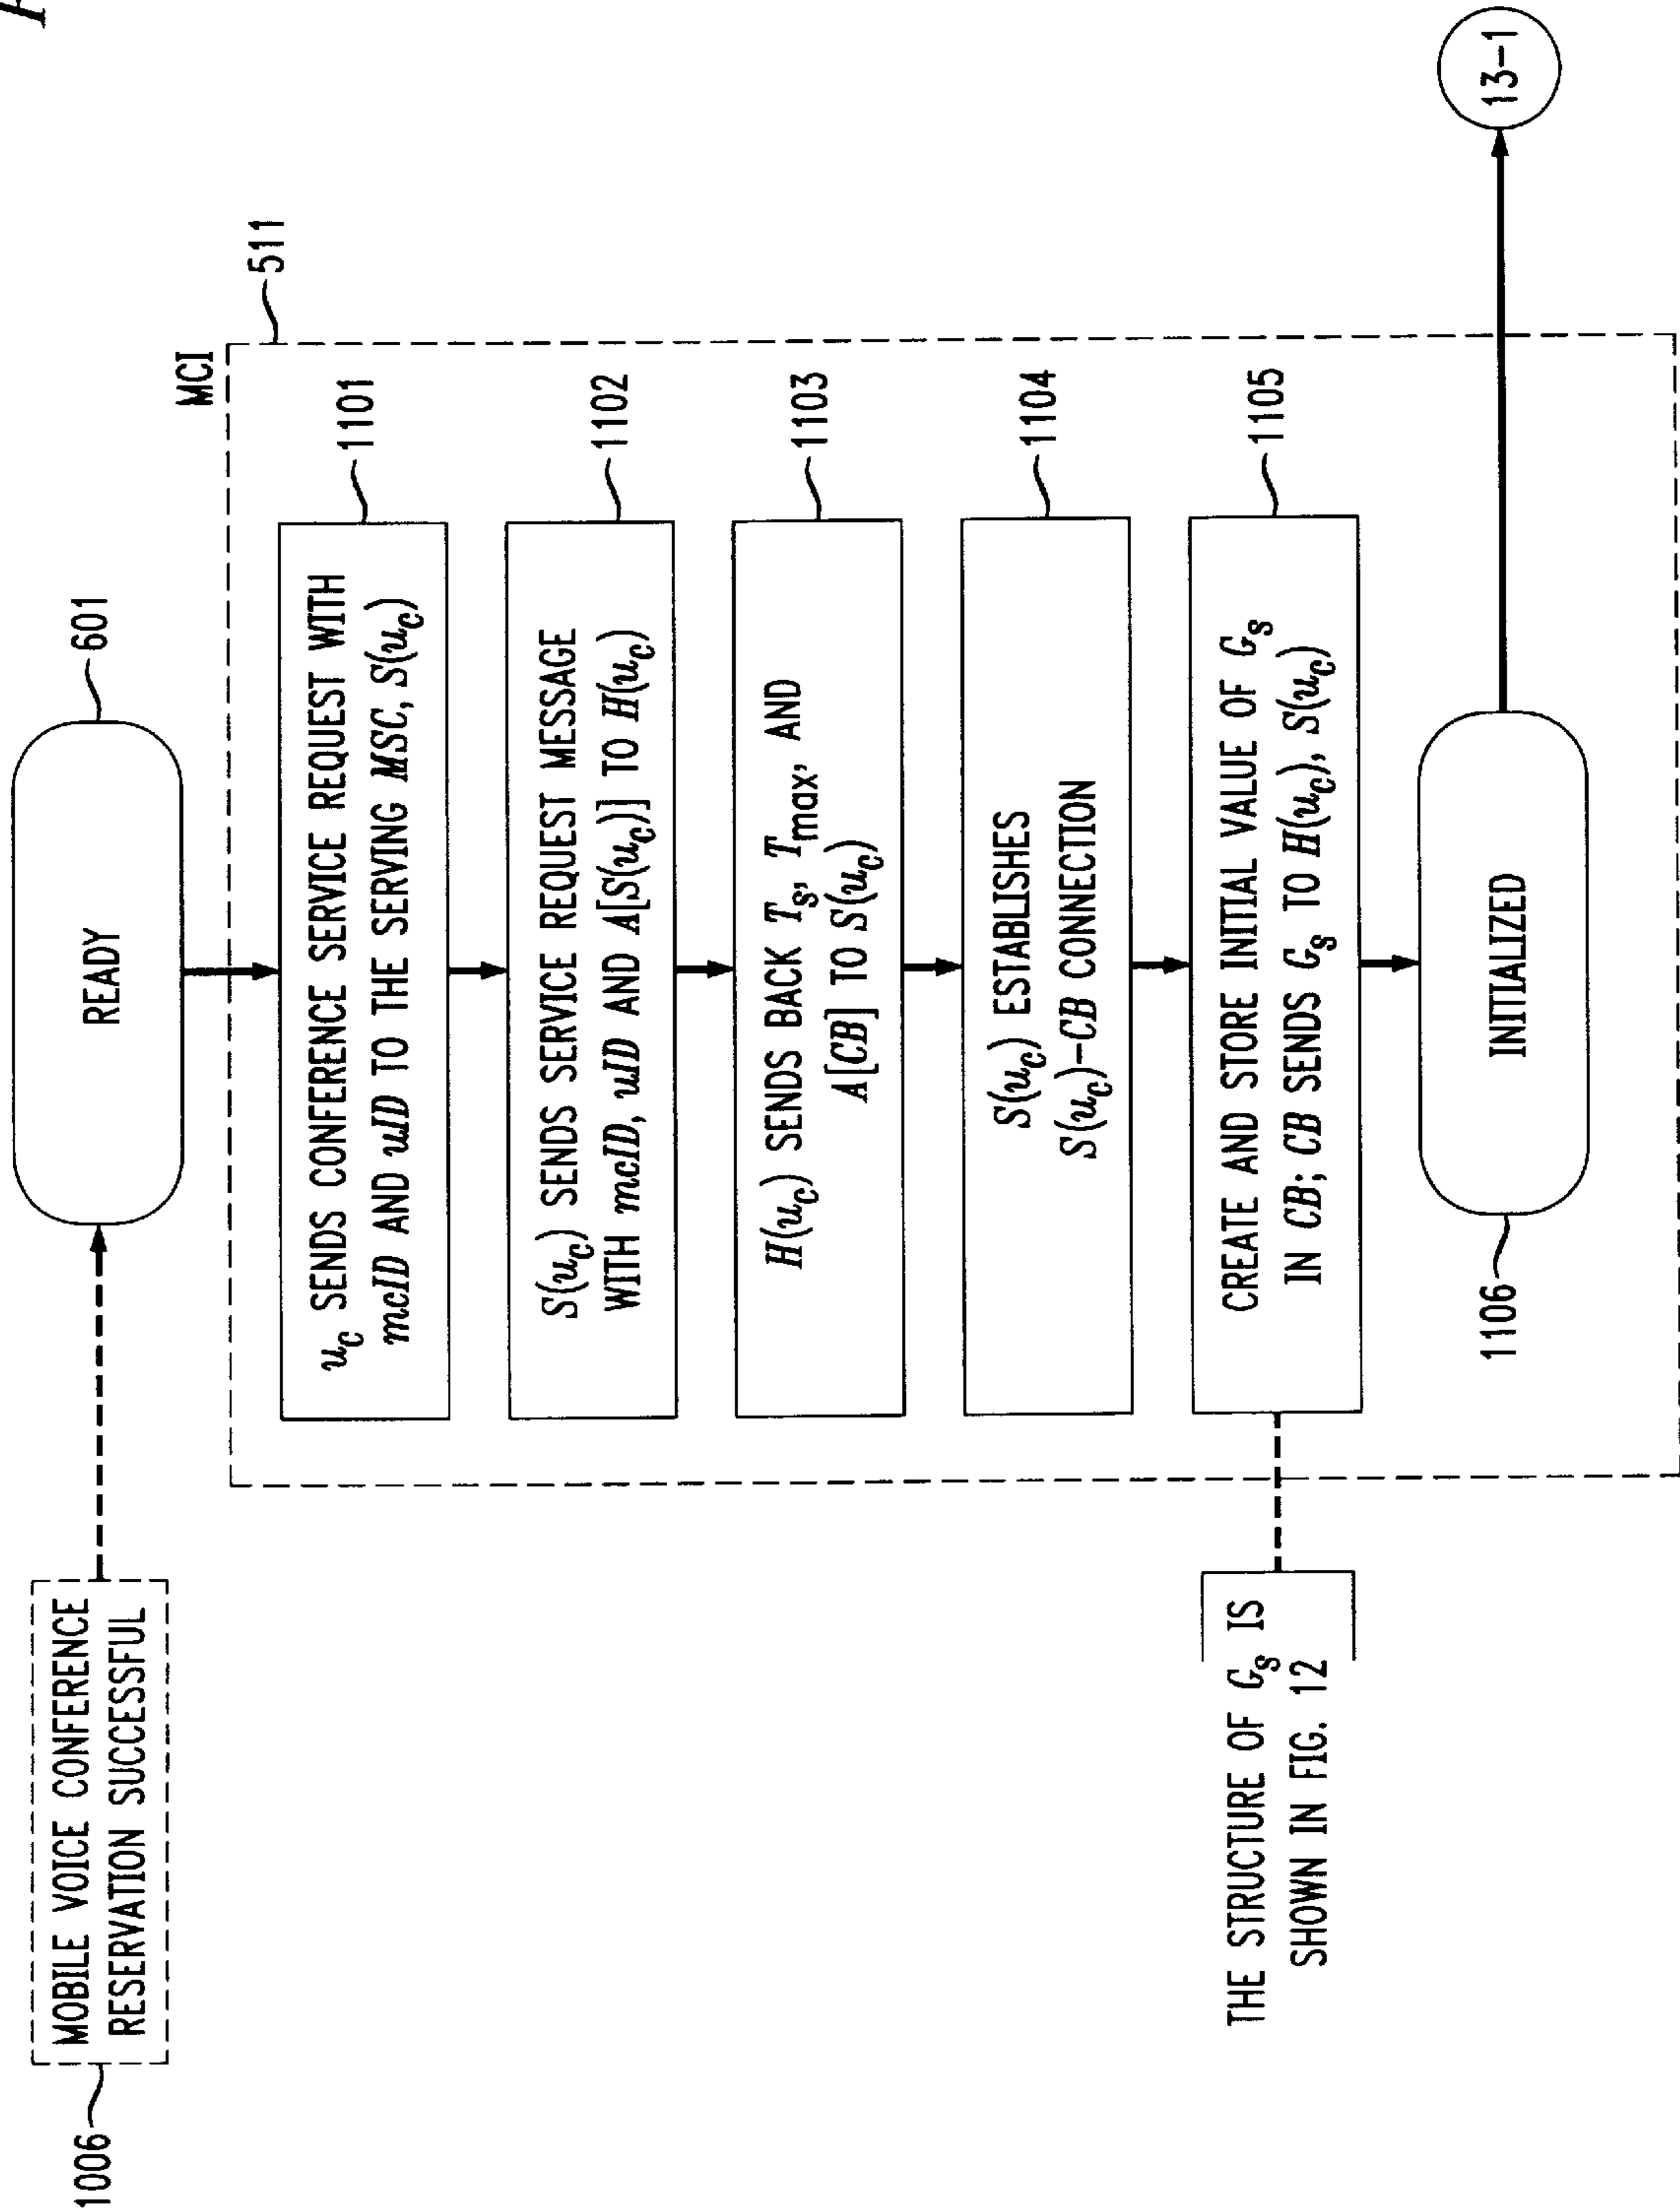 1006
MOBILE VOICE CONFERENCE
RESERVATION SUCCESSFUL
READY
601
MCI
511
u_c SENDS CONFERENCE SERVICE REQUEST WITH
mcID AND uID TO THE SERVING MSC, S(u_c)
1101
S(u_c) SENDS SERVICE REQUEST MESSAGE
WITH mcID, uID AND A[S(u_c)] TO H(u_c)
1102
H(u_c) SENDS BACK T_s, T_max, AND
A[CB] TO S(u_c)
1103
S(u_c) ESTABLISHES
S(u_c)-CB CONNECTION
1104
CREATE AND STORE INITIAL VALUE OF G_s
IN CB; CB SENDS G_s TO H(u_c), S(u_c)
1105
THE STRUCTURE OF G_s IS
SHOWN IN FIG. 12
INITIALIZED
1106
13-1